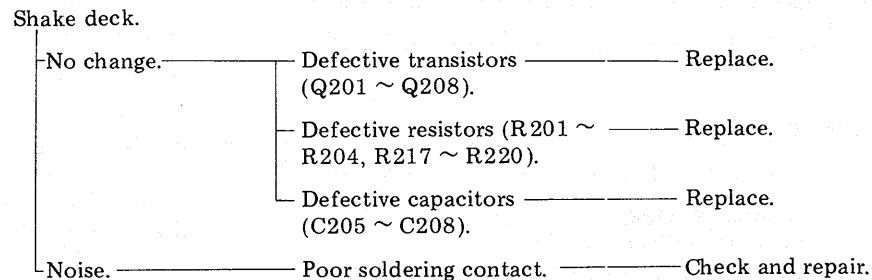 Shake deck.
No change. Defective transistors Replace.
(Q201 ~ Q208).
Defective resistors (R201 ~ Replace.
R204, R217 ~ R220).
Defective capacitors Replace.
(C205 ~ C208).
Noise. Poor soldering contact. Check and repair.